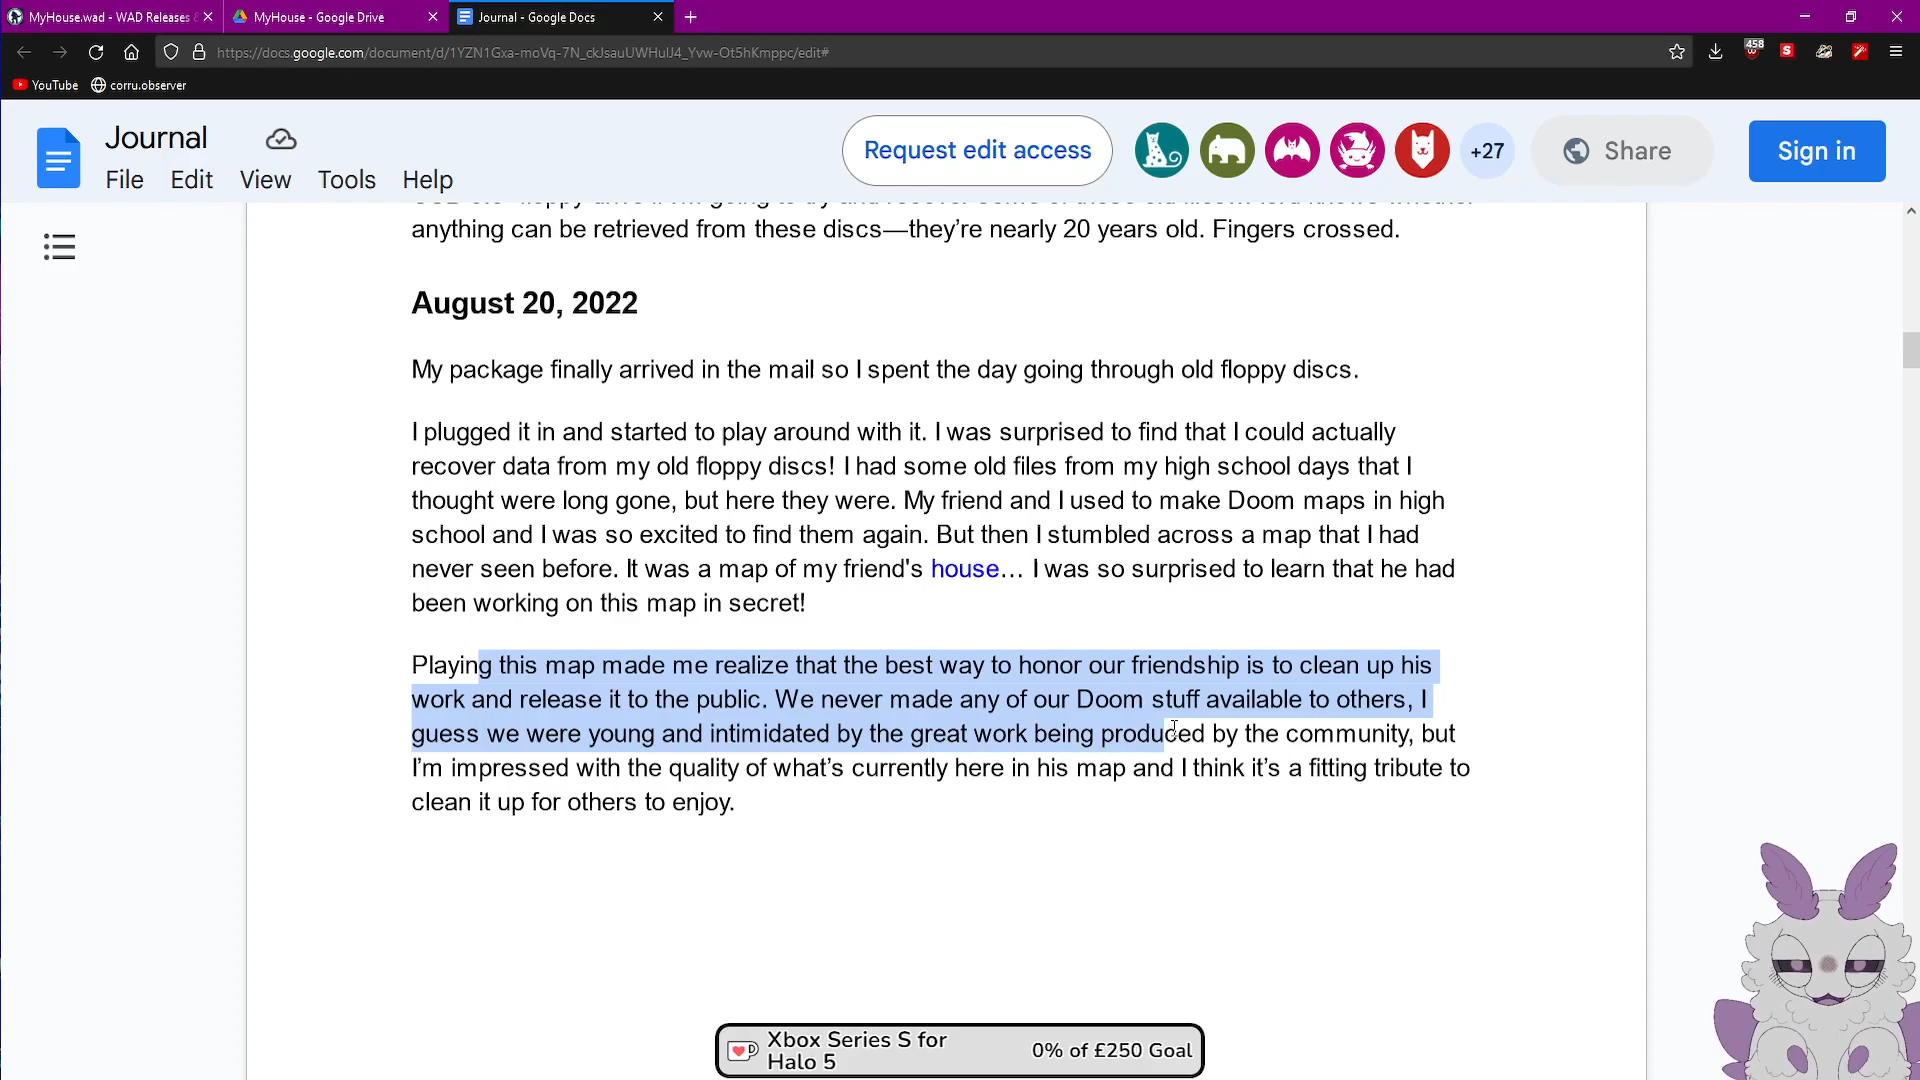 MyHouse.wad - WAD Releases &
MyHouse - Google Drive
Journal - Google Docs
https://docs.google.com/document/d/1YZN1Gxa-moVq-7N_ckJsauUWHulJ4_Yvw-Ot5hKmppc/edit#
458
S
YouTube
corru.observer
Journal
Request edit access
+27
Share
Sign in
File Edit View Tools Help
anything can be retrieved from these discs—they’re nearly 20 years old. Fingers crossed.
August 20, 2022
My package finally arrived in the mail so I spent the day going through old floppy discs.
I plugged it in and started to play around with it. I was surprised to find that I could actually
recover data from my old floppy discs! I had some old files from my high school days that I
thought were long gone, but here they were. My friend and I used to make Doom maps in high
school and I was so excited to find them again. But then I stumbled across a map that I had
never seen before. It was a map of my friend's house… I was so surprised to learn that he had
been working on this map in secret!
Playing this map made me realize that the best way to honor our friendship is to clean up his
work and release it to the public. We never made any of our Doom stuff available to others, I
guess we were young and intimidated by the great work being produced by the community, but
I’m impressed with the quality of what’s currently here in his map and I think it’s a fitting tribute to
clean it up for others to enjoy.
Xbox Series S for
Halo 5
0% of £250 Goal